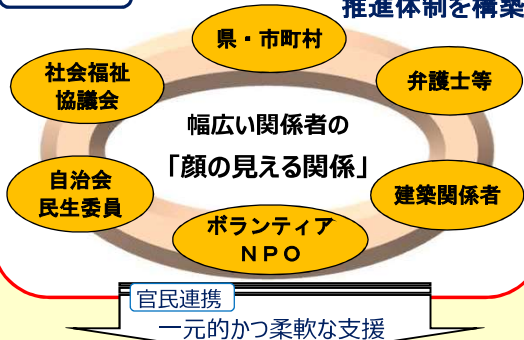 推進体制を構築
県・市町村
社会福祉
協議会
弁護士等
幅広い関係者の
「顔の見える関係」
自治会
民生委員
建築関係者
ボランティア
ＮＰＯ
官民連携
一元的かつ柔軟な支援